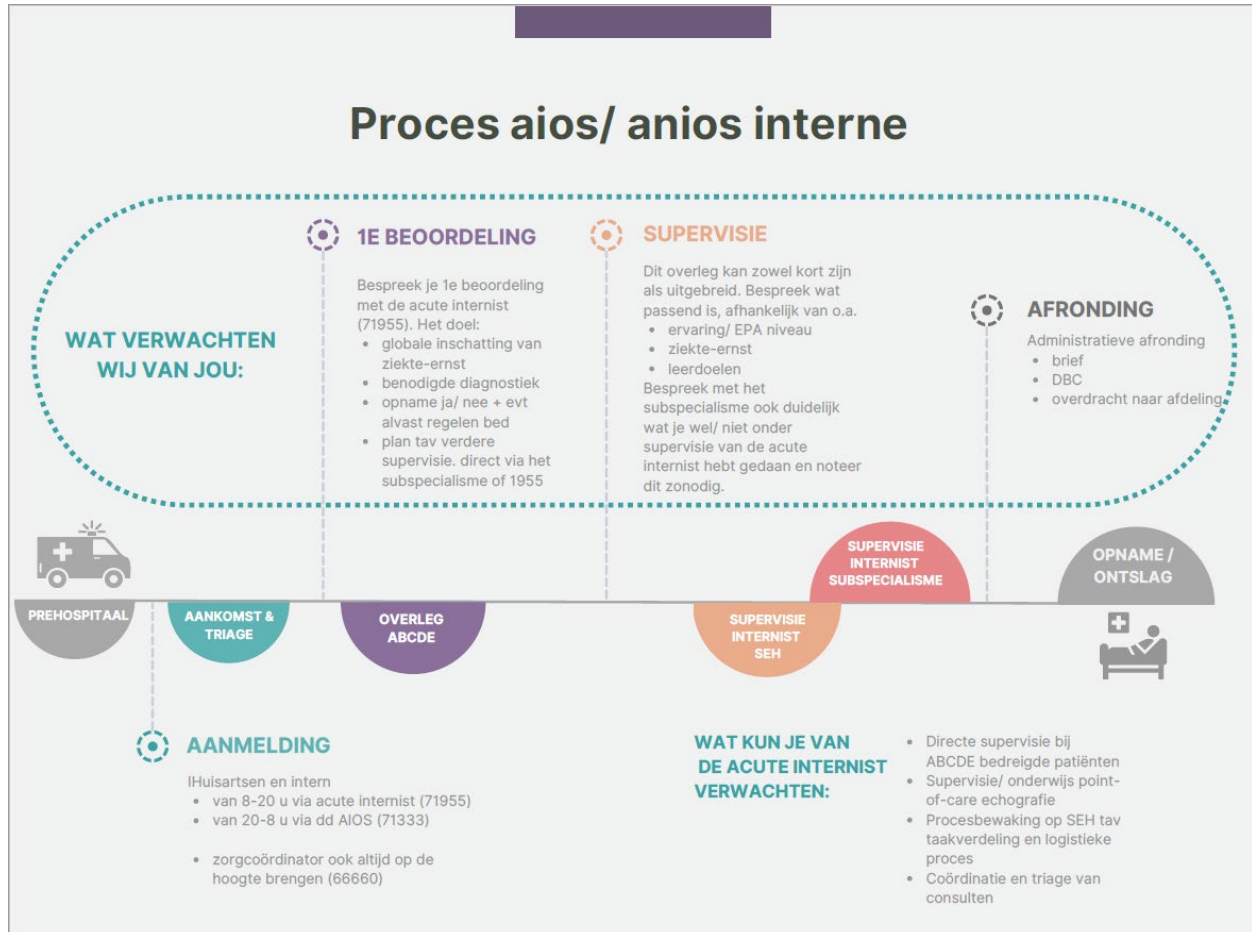 Proces aios/ anios interne
WAT VERWACHTEN
WIJ VAN JOU:
1E BEOORDELING
Bespreek je 1e beoordeling
met de acute internist
(71955). Het doel:
• globale inschatting van
ziekte-ernst
• benodigde diagnostiek
• opname ja/ nee + evt
alvast regelen bed
• plan tav verdere
supervisie. direct via het
subspecialisme of 1955
SUPERVISIE
Dit overleg kan zowel kort zijn
als uitgebreid. Bespreek wat
passend is, afhankelijk van o.a.
• ervaring/ EPA niveau
• ziekte-ernst
• leerdoelen
Bespreek met het
subspecialisme ook duidelijk
wat je wel/ niet onder
supervisie van de acute
internist hebt gedaan en noteer
dit zonodig.
AFRONDING
Administratieve afronding
• brief
• DBC
• overdracht naar afdeling
PREHOSPITAAL
AANKOMST &
TRIAGE
OVERLEG
ABCDE
SUPERVISIE
INTERNIST
SEH
SUPERVISIE
INTERNIST
SUBSPECIALISME
OPNAME /
ONTSLAG
AANMELDING
IHuisartsen en intern
• van 8-20 u via acute internist (71955)
• van 20-8 u via dd AIOS (71333)
• zorgcoördinator ook altijd op de
hoogte brengen (66660)
WAT KUN JE VAN
DE ACUTE INTERNIST
VERWACHTEN:
• Directe supervisie bij
ABCDE bedreigde patiënten
• Supervisie/ onderwijs point-
of-care echografie
• Procesbewaking op SEH tav
taakverdeling en logistieke
proces
• Coördinatie en triage van
consulten